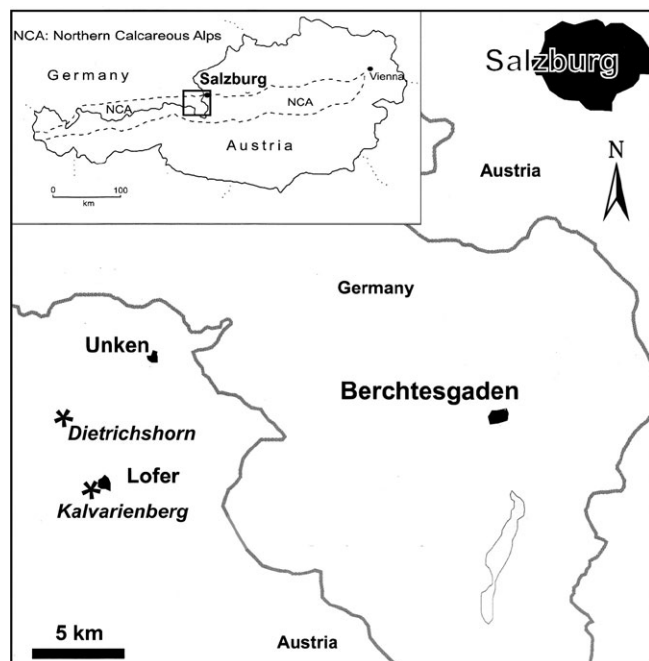 NCA: Northern Calcareous Alps
Germany
Salzburg
Vienna
NCA
NCA
Austria
0 100
km
Salzburg
Austria
N
Germany
Unken
Berchtesgaden
Dietrichshorn
Lofer
Kalvarienberg
5 km
Austria